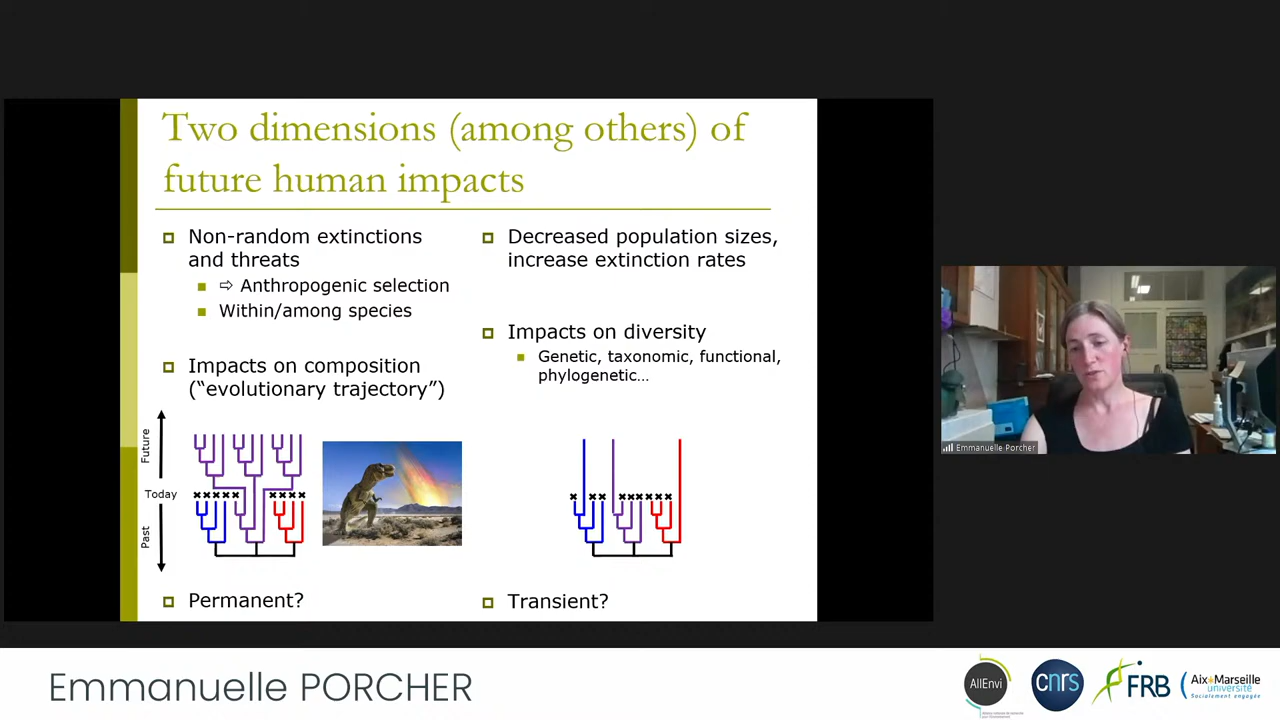 Two dimensions (among others) of
future human impacts
Non-random extinctions
and threats
⇨ Anthropogenic selection
Within/among species
Impacts on composition
(“evolutionary trajectory”)
Future
Today
Past
Permanent?
Decreased population sizes,
increase extinction rates
Impacts on diversity
Genetic, taxonomic, functional,
phylogenetic…
Transient?
Emmanuelle Porcher
Emmanuelle PORCHER
AllEnvi
cnrs
FRB
Aix+Marseille
université
Socialement engagée